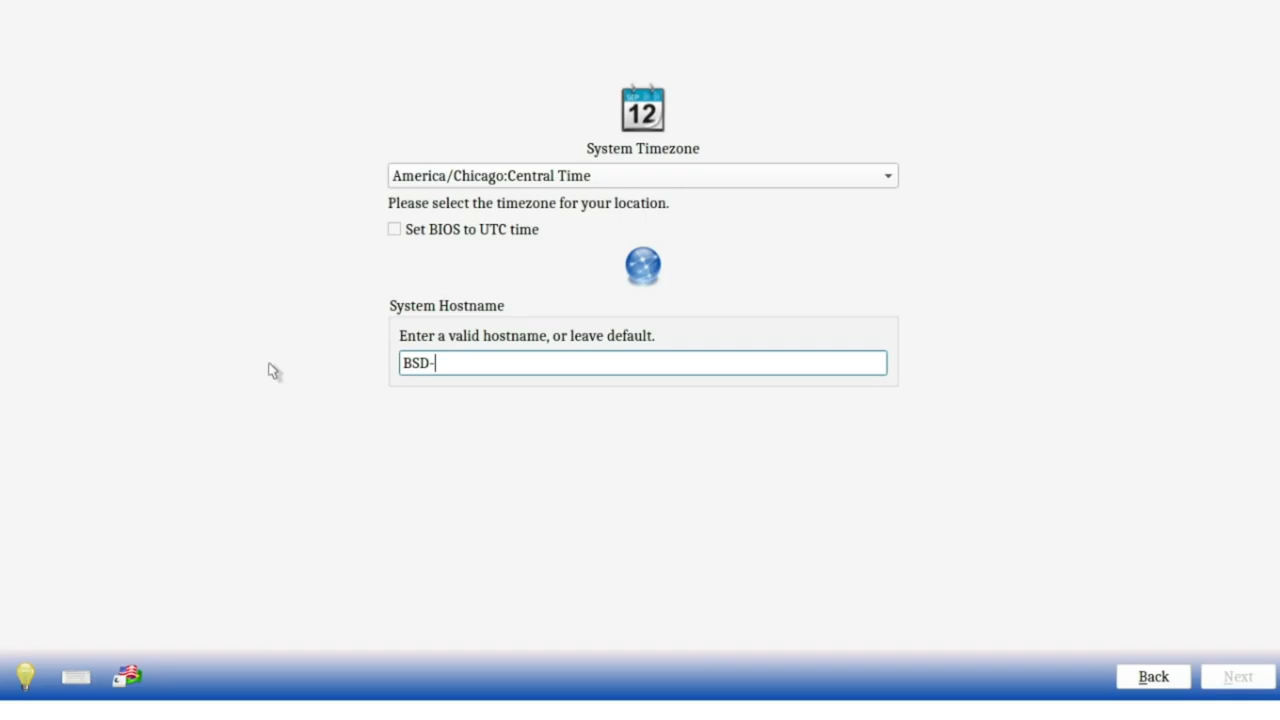 12
System Timezone
America/Chicago:Central Time
Please select the timezone for your location.
Set BIOS to UTC time
System Hostname
Enter a valid hostname, or leave default.
BSD-
Back
Next